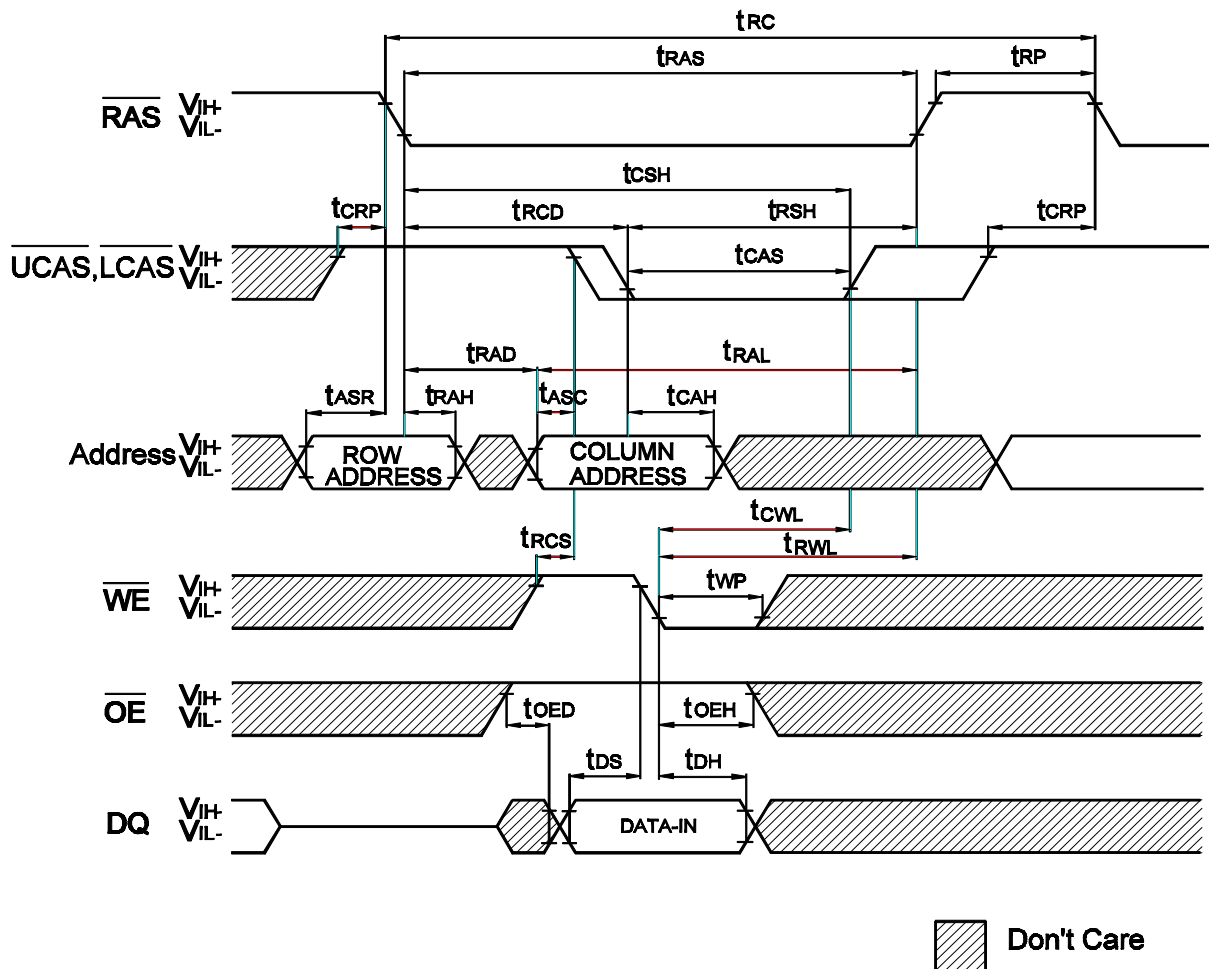 tRC
tRAS
tRP
RAS
VIH-
VIL-
tCSH
tCRP
tRCD
tRSH
tCRP
UCAS,LCAS
VIH-
VIL-
tCAS
tRAD
tRAL
tASR
tRAH
tASC
tCAH
Address
VIH-
VIL-
ROW
ADDRESS
COLUMN
ADDRESS
tCWL
tRCS
tRWL
WE
VIH-
VIL-
tWP
OE
VIH-
VIL-
tOED
tOEH
tDS
tDH
DQ
VIH-
VIL-
DATA-IN
Don't Care